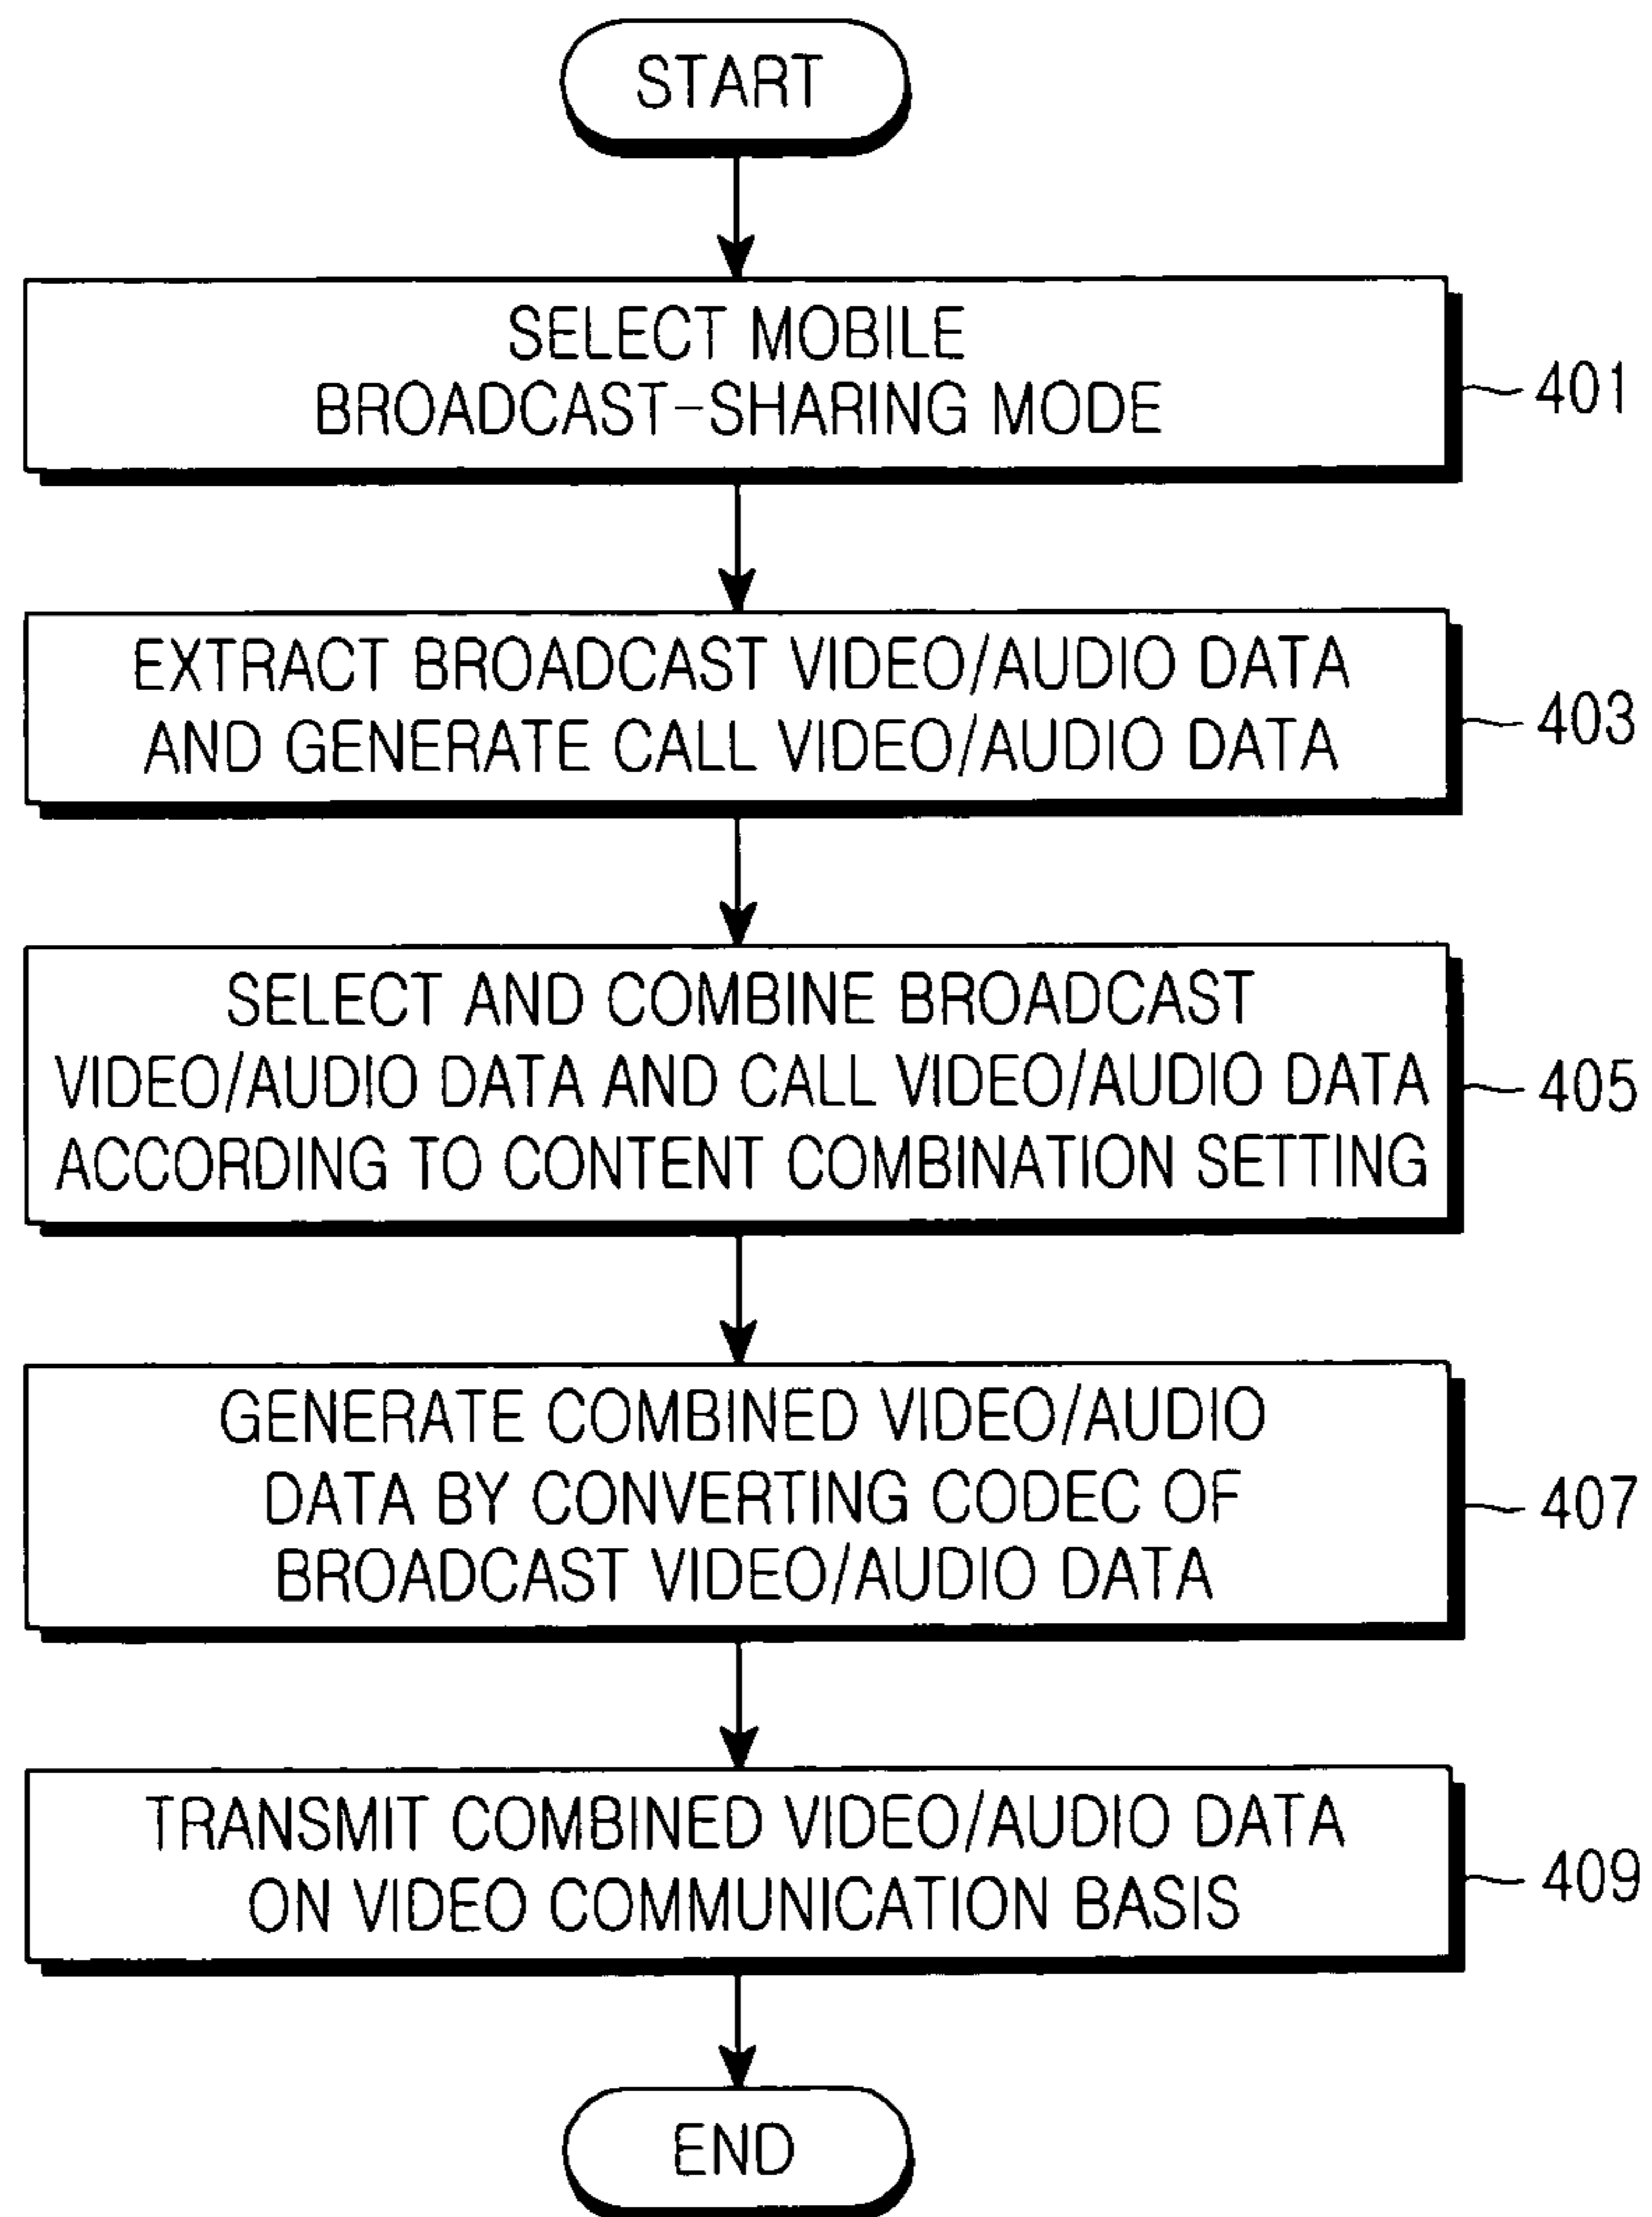 START
SELECT MOBILE
BROADCAST-SHARING MODE
401
EXTRACT BROADCAST VIDEO/AUDIO DATA
AND GENERATE CALL VIDEO/AUDIO DATA
403
SELECT AND COMBINE BROADCAST
VIDEO/AUDIO DATA AND CALL VIDEO/AUDIO DATA
ACCORDING TO CONTENT COMBINATION SETTING
405
GENERATE COMBINED VIDEO/AUDIO
DATA BY CONVERTING CODEC OF
BROADCAST VIDEO/AUDIO DATA
407
TRANSMIT COMBINED VIDEO/AUDIO DATA
ON VIDEO COMMUNICATION BASIS
409
END